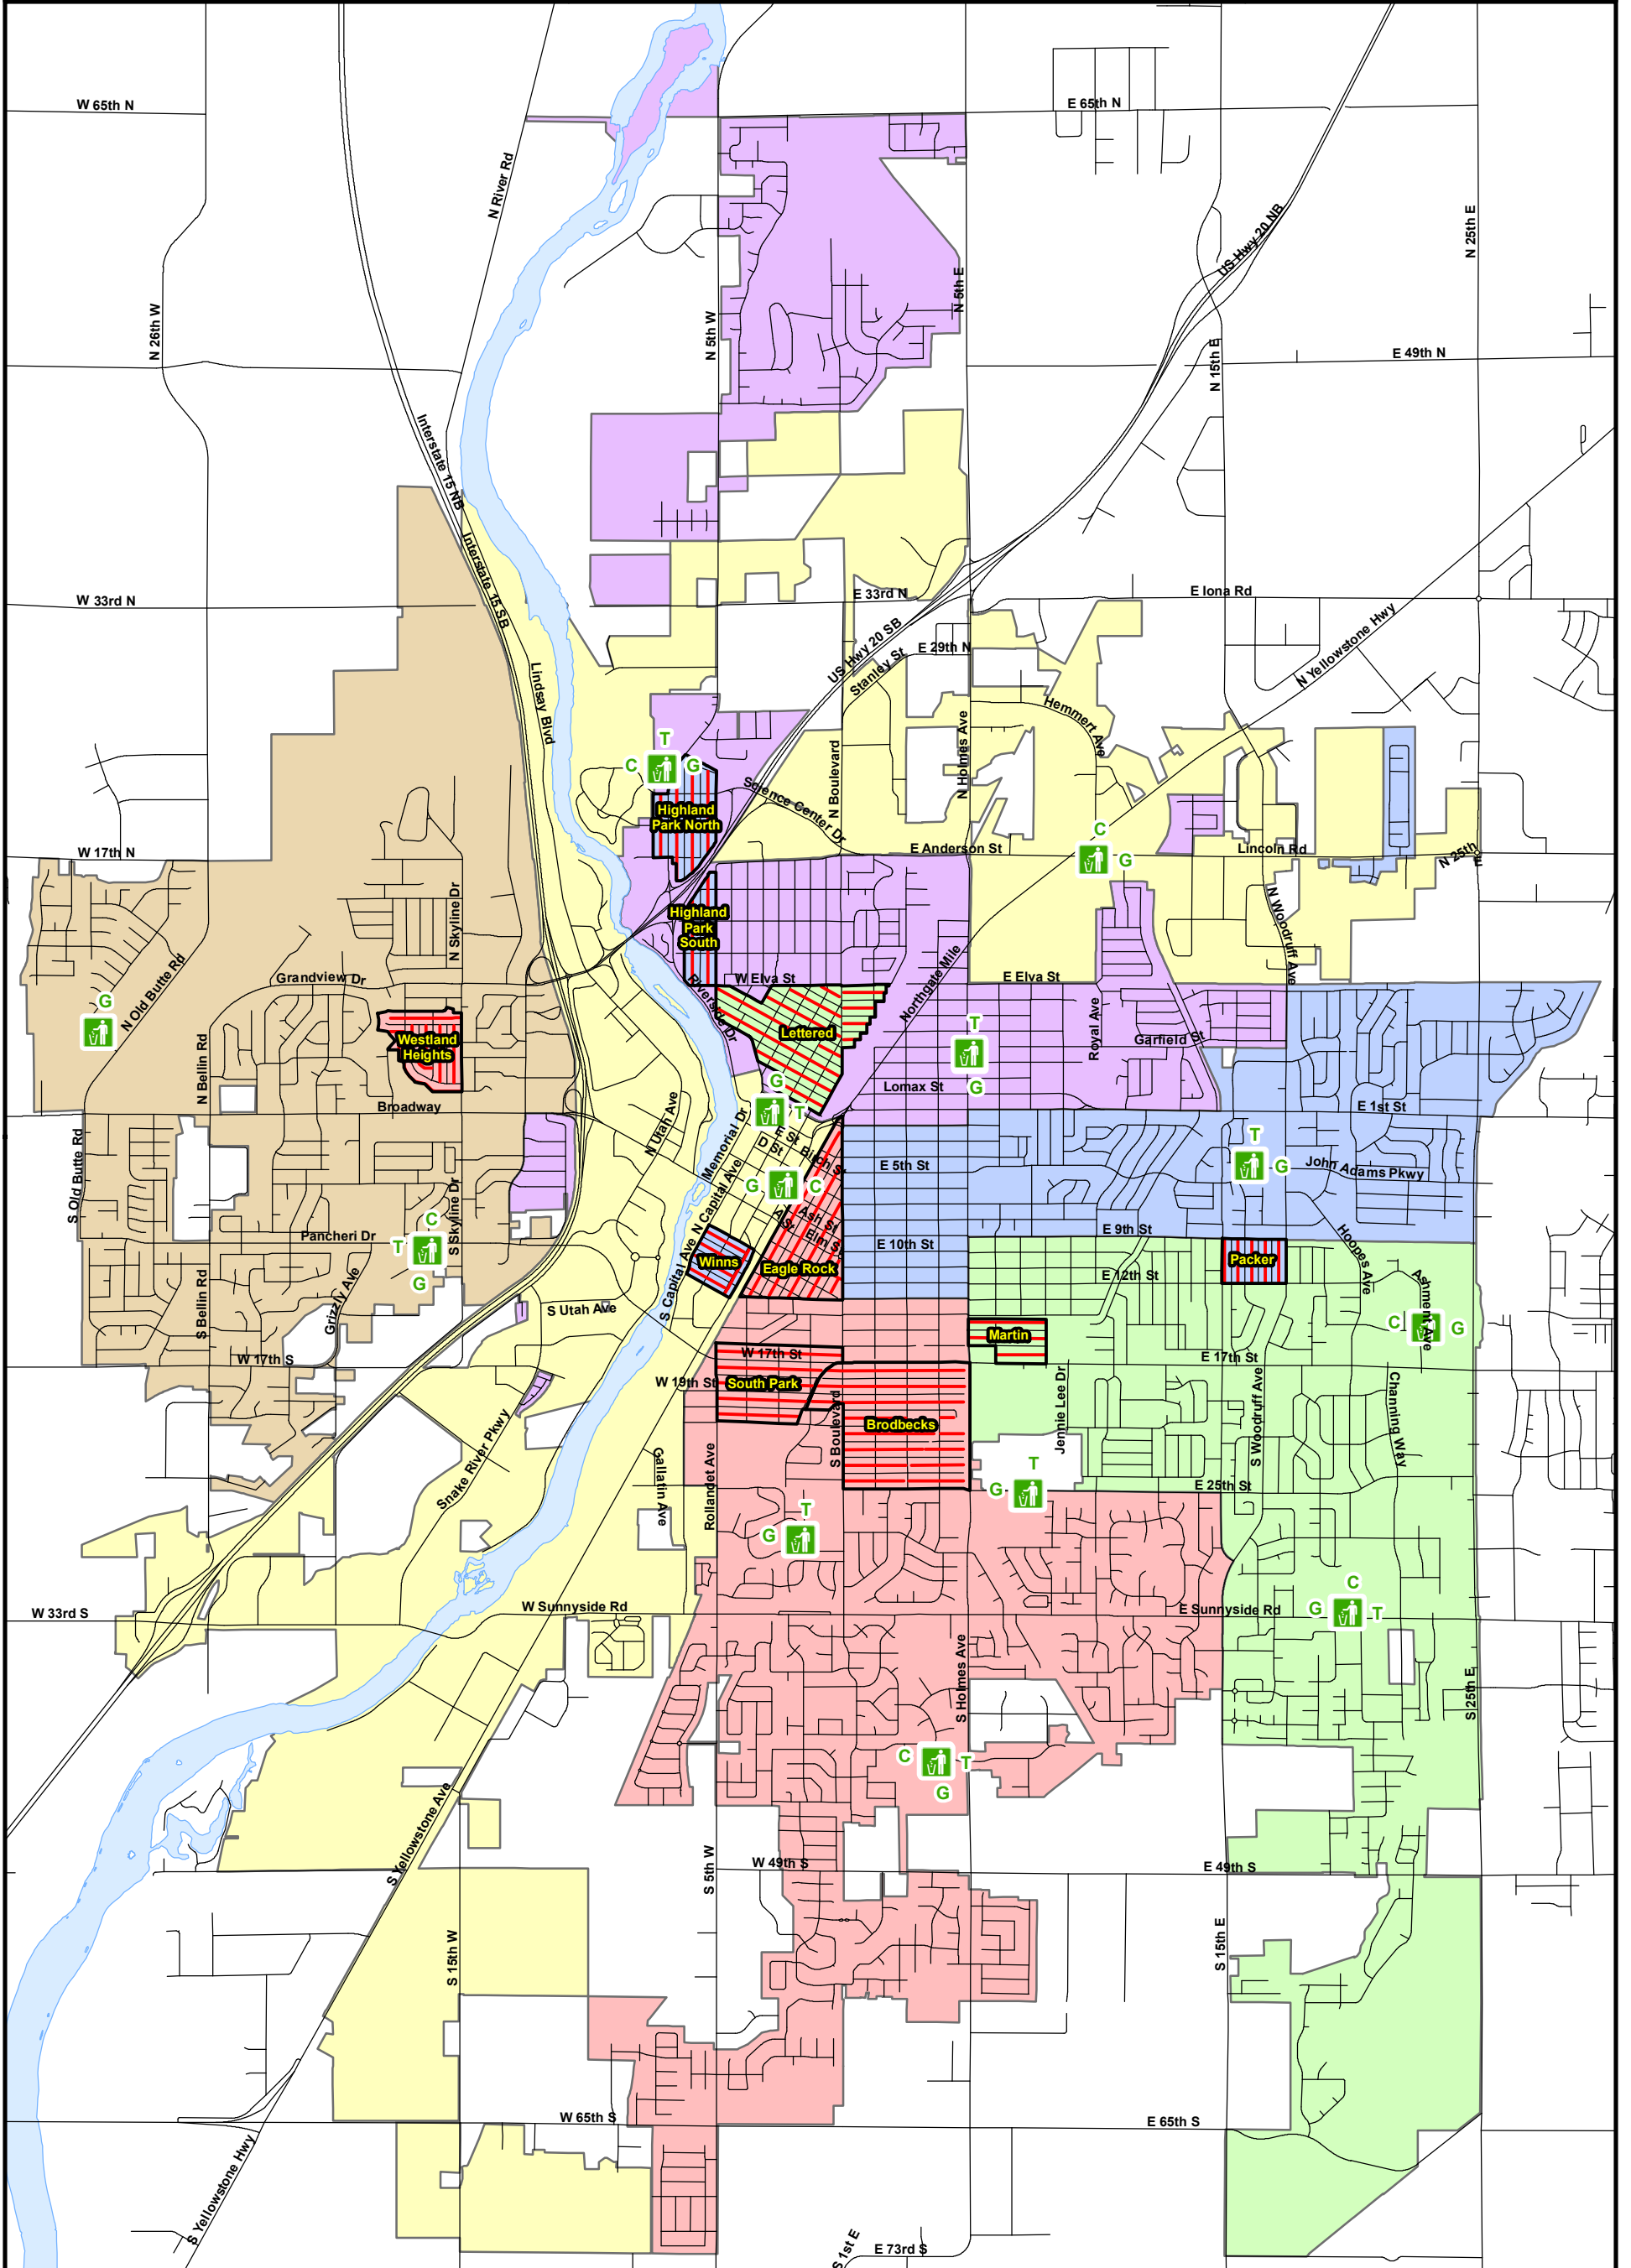 W 65th N
E 65th N
N River Rd
US Hwy 20 NB
N 25th E
N 26th W
N 5th W
N 5th E
N 15th E
E 49th N
Interstate 15 NB
Interstate 15 SB
W 33rd N
E 33rd N
E Iona Rd
US Hwy 20 SB
Stanley St
E 29th N
N Yellowstone Hwy
Lindsay Blvd
Hemmert Ave
N Holmes Ave
N Boulevard
T
C
G
Science Center Dr
Highland
Park North
C
G
E Anderson St
Lincoln Rd
N 25th
E
W 17th N
N Skyline Dr
Highland
Park
South
N Woodruff Ave
N Old Butte Rd
Grandview Dr
W Elva St
E Elva St
Northgate Mile
G
Riverside Dr
Lettered
T
G
Royal Ave
Garfield St
Westland
Heights
N Bellin Rd
Lomax St
Broadway
G
T
E 1st St
N Utah Ave
Memorial Dr
E St
D St
Birch St
E 5th St
T
G
John Adams Pkwy
S Old Butte Rd
N Capital Ave
G
C
A St
Ash St
Elm St
C
T
G
Pancheri Dr
S Skyline Dr
E 9th St
E 10th St
Hoopes Ave
Winns
Eagle Rock
Packer
E 12th St
Ashment Ave
S Bellin Rd
Grizzly Ave
S Capital Ave
S Utah Ave
C
G
Martin
W 17th S
W 17th St
E 17th St
W 19th St
South Park
Brodbecks
S Boulevard
Jennie Lee Dr
S Woodruff Ave
Channing Way
Snake River Pkwy
Gallatin Ave
Rollandet Ave
T
G
E 25th St
T
G
C
G
T
W 33rd S
W Sunnyside Rd
E Sunnyside Rd
S Holmes Ave
S 25th E
C
T
G
S Yellowstone Ave
S 5th W
W 49th S
E 49th S
S 15th W
S 15th E
W 65th S
E 65th S
S Yellowstone Hwy
S 1st E
E 73rd S